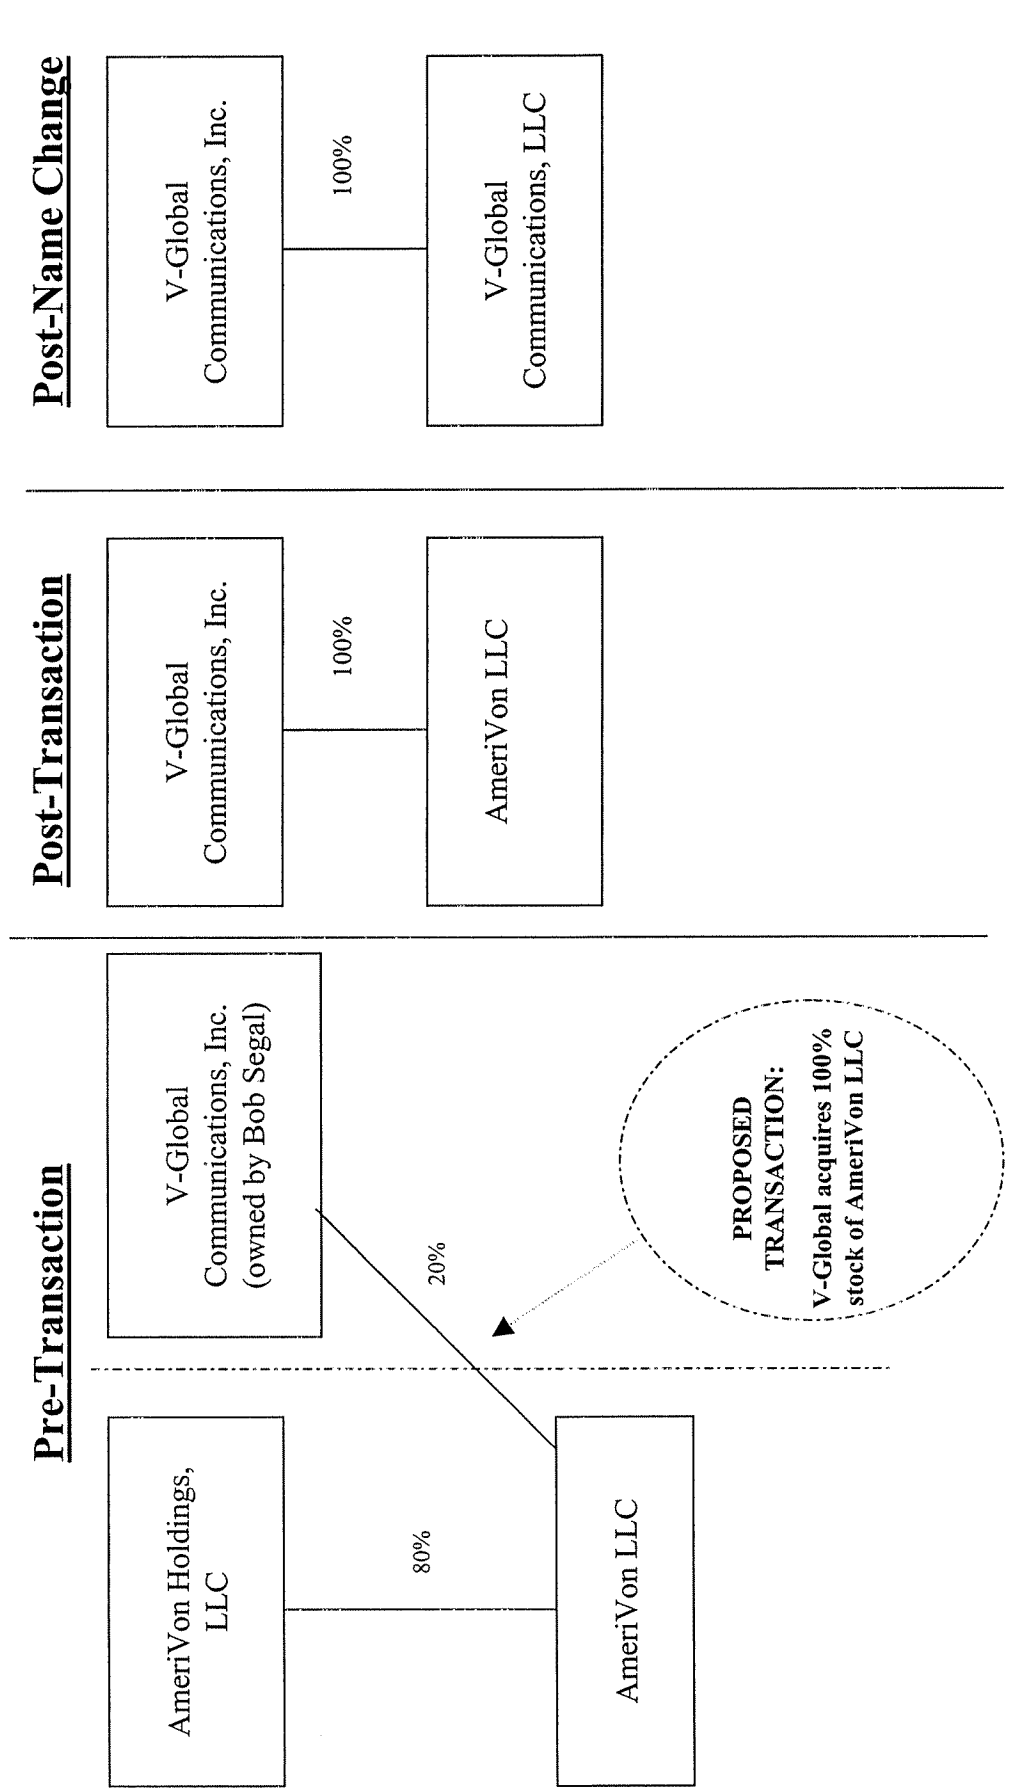 Pre-Transaction
AmeriVon Holdings,
LLC
80%
AmeriVon LLC
V-Global
Communications, Inc.
(owned by Bob Segal)
20%
PROPOSED
TRANSACTION:
V-Global acquires 100%
stock of AmeriVon LLC
Post-Transaction
V-Global
Communications, Inc.
100%
AmeriVon LLC
Post-Name Change
V-Global
Communications, Inc.
100%
V-Global
Communications, LLC